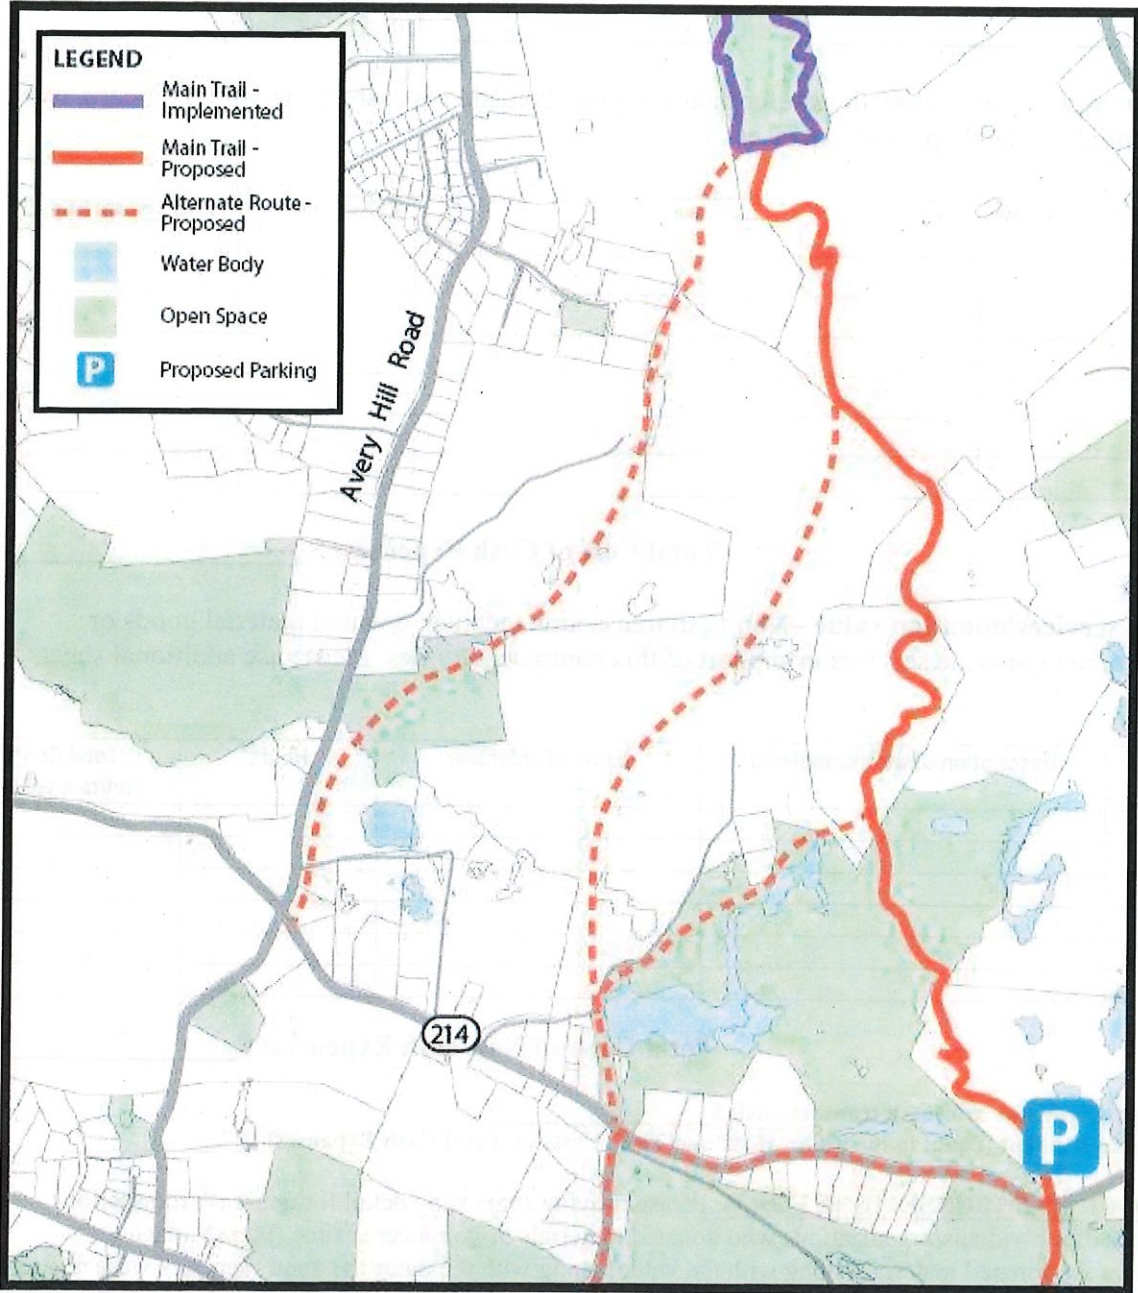 LEGEND
Main Trail -
Implemented
Main Trail -
Proposed
Alternate Route -
Proposed
Water Body
Open Space
P
Proposed Parking
Avery Hill Road
214
P